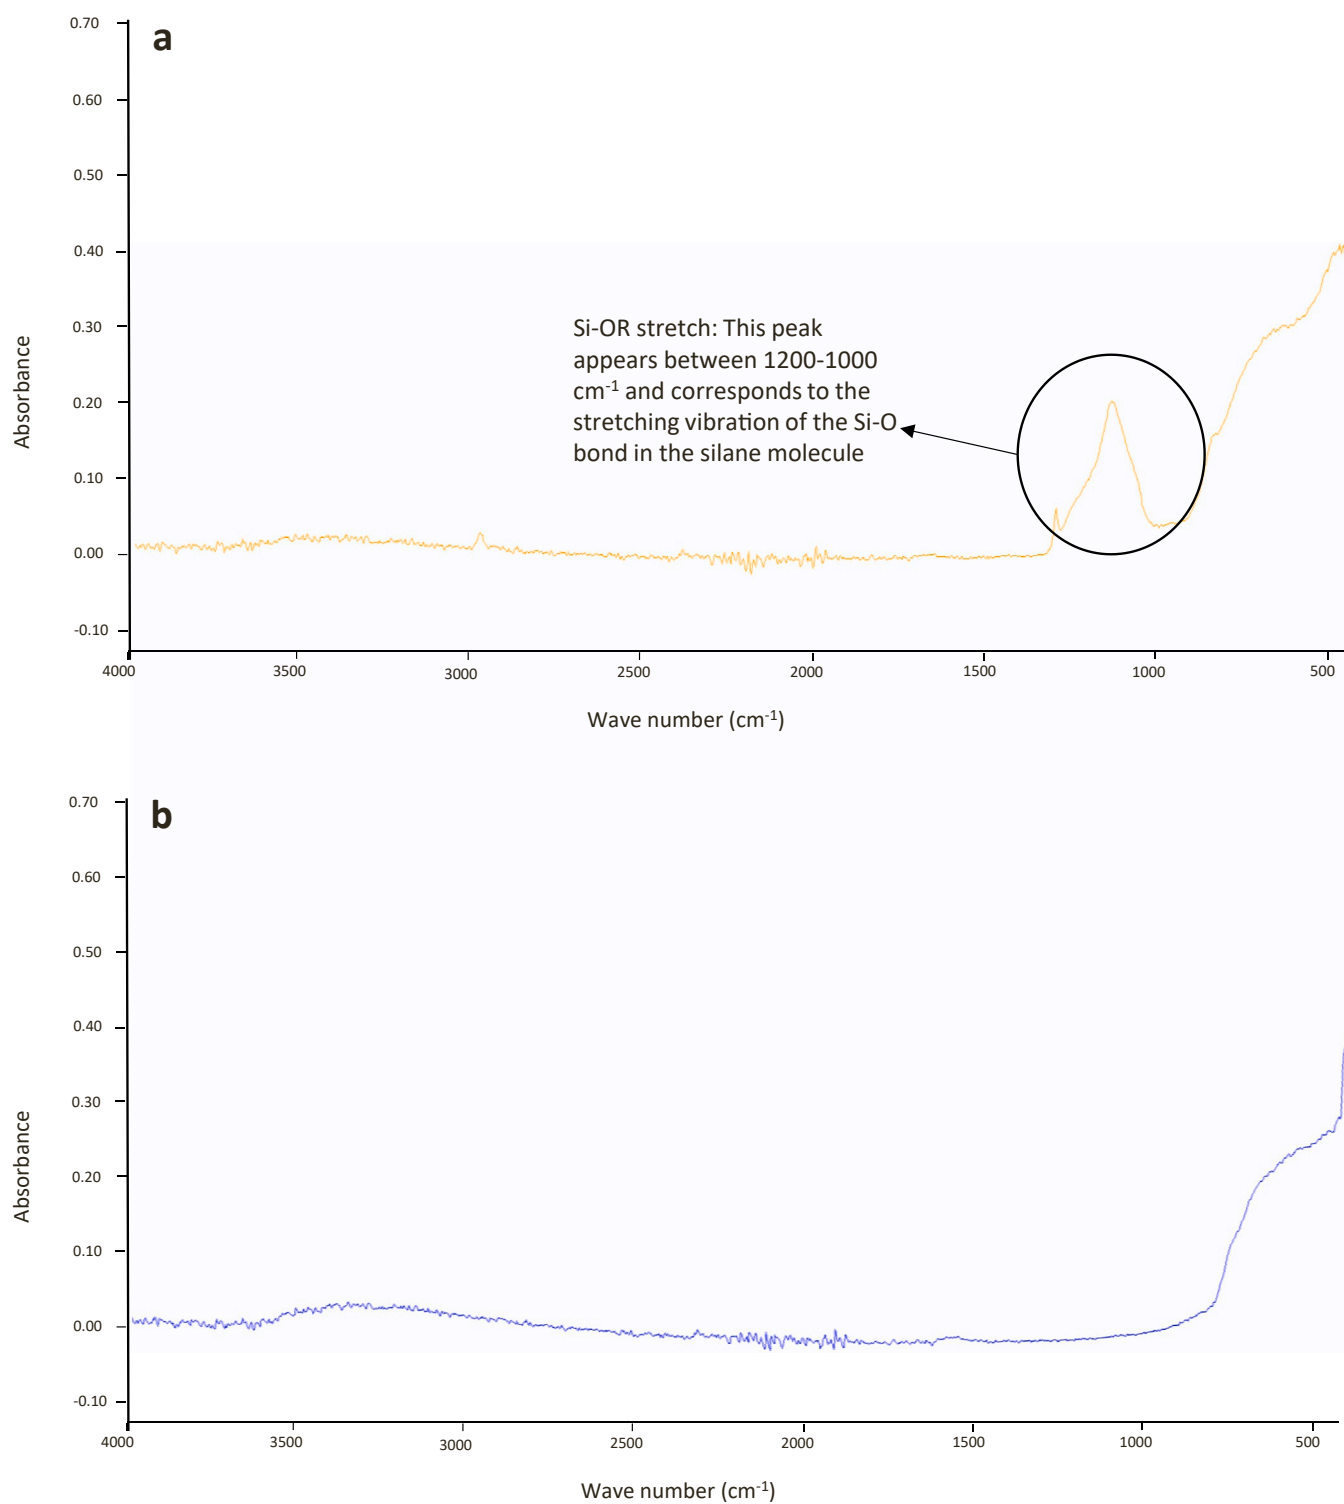 a
0.70
0.60
0.50
0.40
0.30
0.20
0.10
0.00
-0.10
Absorbance
Si-OR stretch: This peak
appears between 1200-1000
cm⁻¹ and corresponds to the
stretching vibration of the Si-O
bond in the silane molecule
4000 3500 3000 2500 2000 1500 1000 500
Wave number (cm⁻¹)
b
0.70
0.60
0.50
0.40
0.30
0.20
0.10
0.00
-0.10
Absorbance
4000 3500 3000 2500 2000 1500 1000 500
Wave number (cm⁻¹)